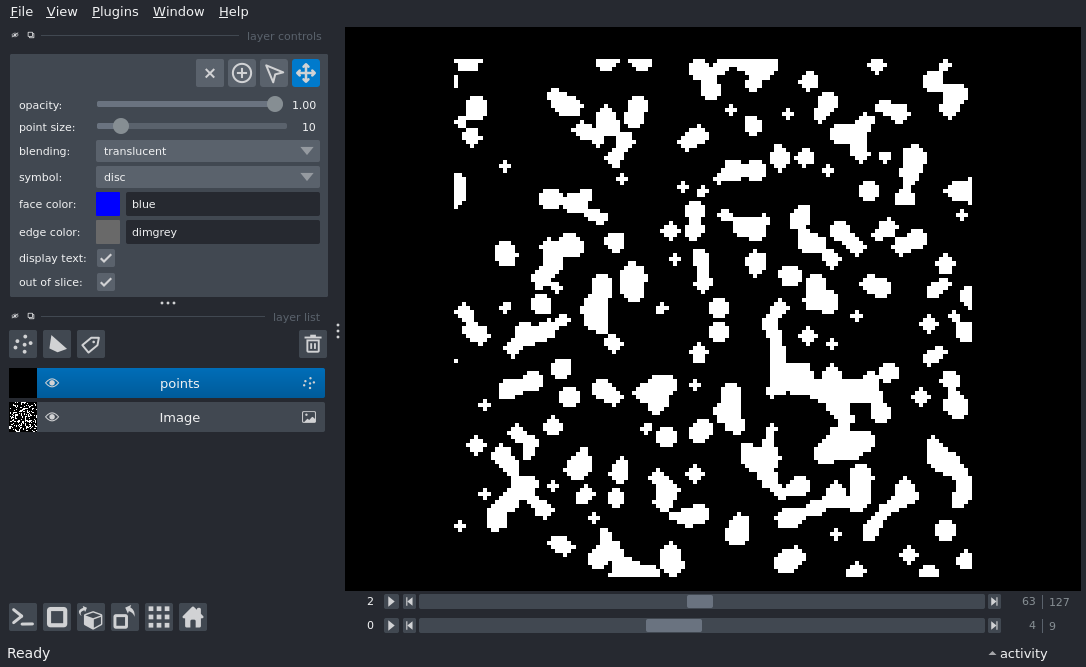 File View Plugins Window Help
layer controls
opacity: 1.00
point size: 10
blending: translucent
symbol: disc
face color: blue
edge color: dimgrey
display text:
out of slice:
layer list
points
Image
2 63 127
0 4 9
Ready activity